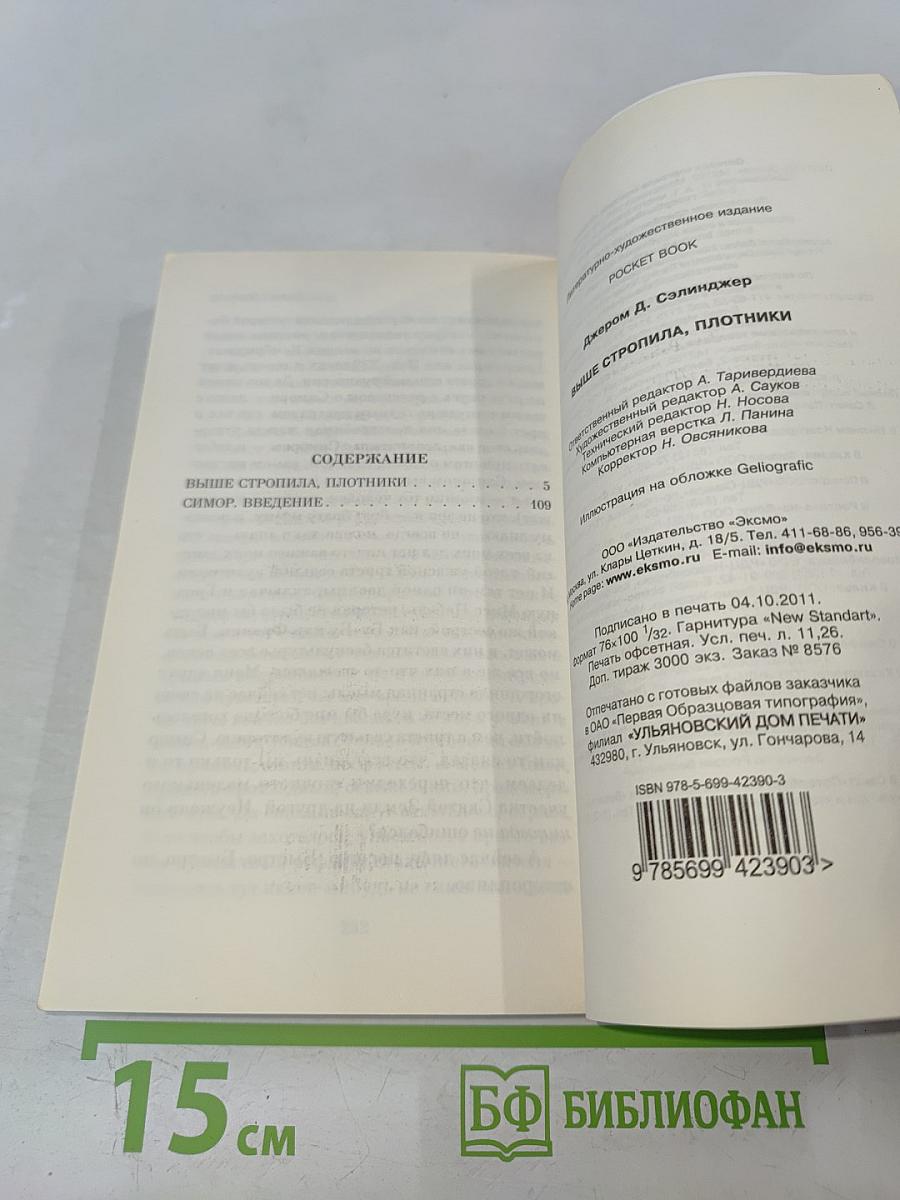 СОДЕРЖАНИЕ
ВЫШЕ СТРОПИЛА, ПЛОТНИКИ . . . . . . . . . 5
СИМОР. ВВЕДЕНИЕ . . . . . . . . . . . . . . . 109
Литературно-художественное издание
POCKET BOOK
Джером Д. Сэлинджер
ВЫШЕ СТРОПИЛА, ПЛОТНИКИ
Ответственный редактор А. Таривердиева
Художественный редактор А. Сауков
Технический редактор Н. Носова
Компьютерная верстка Л. Панина
Корректор Н. Овсяникова
Иллюстрация на обложке Geliografic
ООО «Издательство «Эксмо»
Москва, ул. Клары Цеткин, д. 18/5. Тел. 411-68-86, 956-39
Home page: www.eksmo.ru E-mail: info@eksmo.ru
Подписано в печать 04.10.2011.
Формат 76x100 1/32. Гарнитура «New Standart».
Печать офсетная. Усл. печ. л. 11,26.
Доп. тираж 3000 экз. Заказ № 8576
Отпечатано с готовых файлов заказчика
в ОАО «Первая Образцовая типография»,
филиал «УЛЬЯНОВСКИЙ ДОМ ПЕЧАТИ»
432980, г. Ульяновск, ул. Гончарова, 14
ISBN 978-5-699-42390-3
9 785699 423903 >
15 см
БФ БИБЛИОФАН